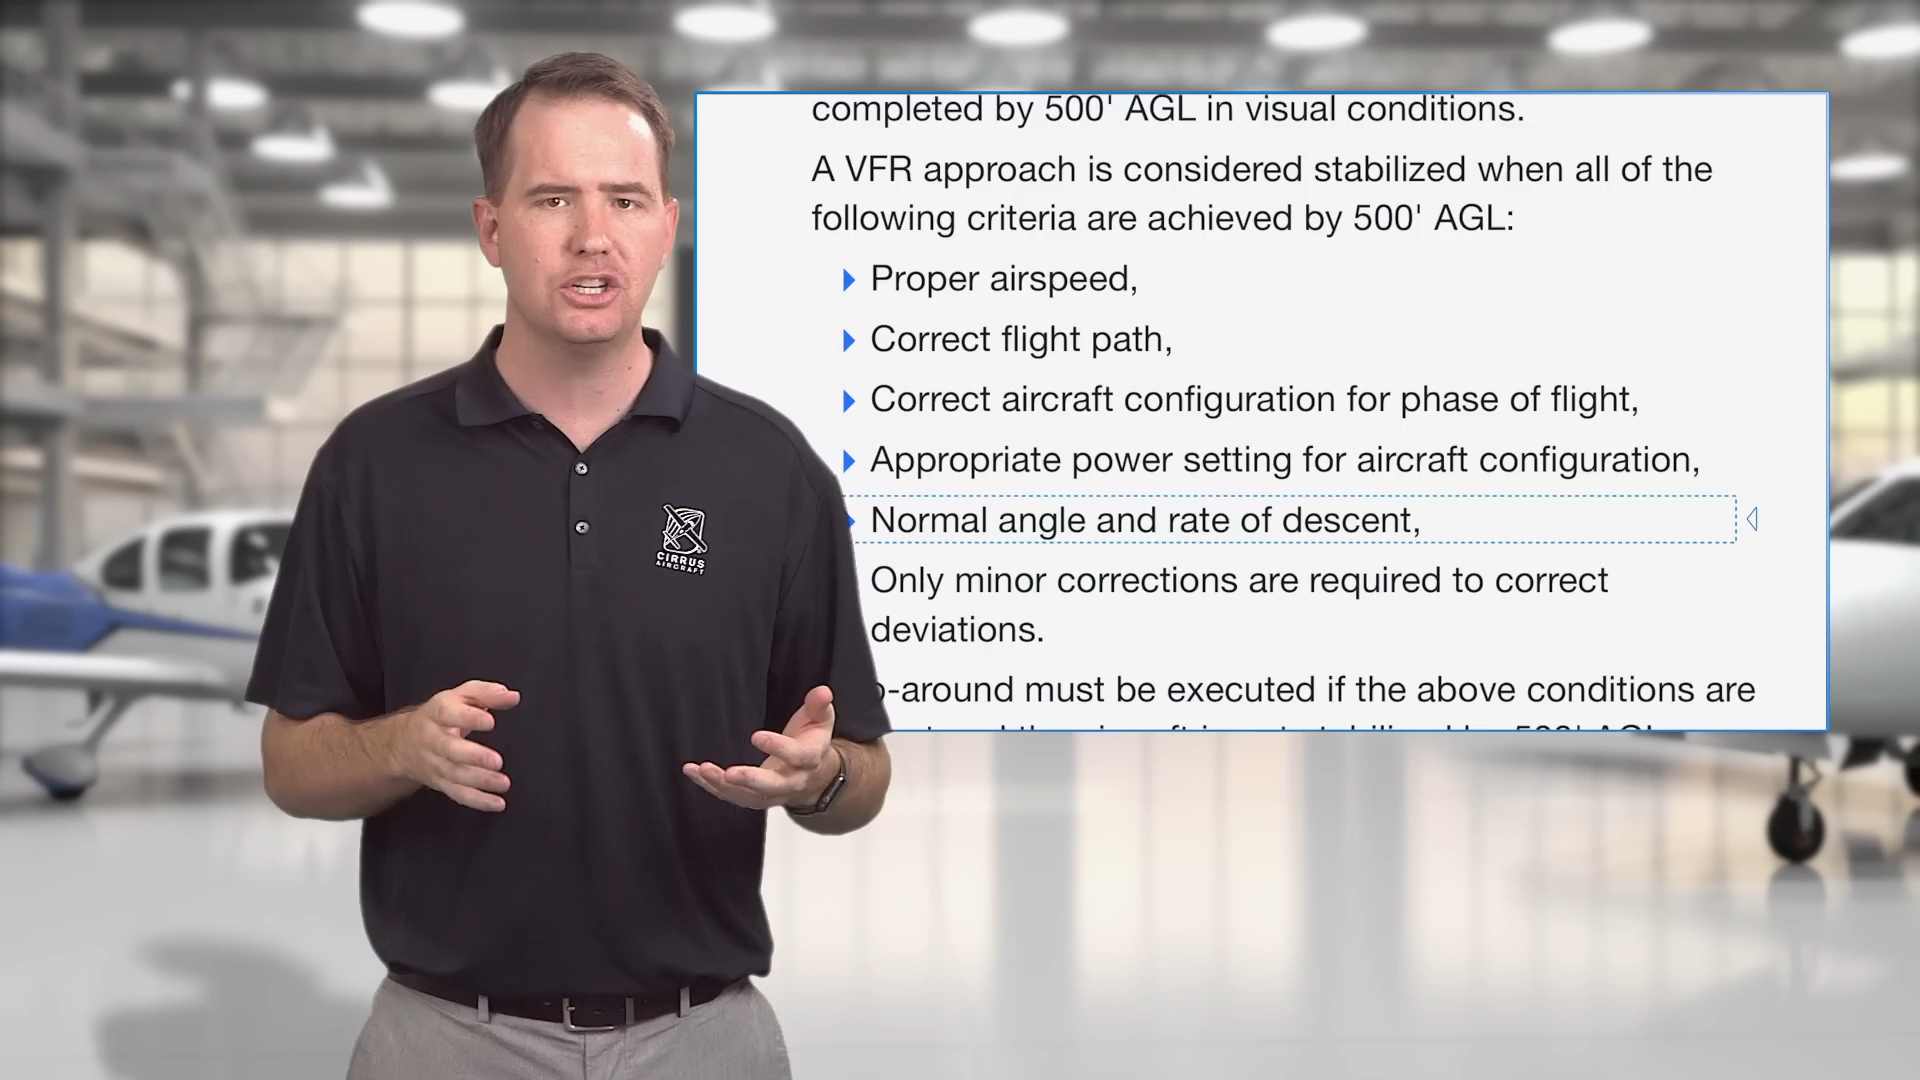 completed by 500' AGL in visual conditions.
A VFR approach is considered stabilized when all of the
following criteria are achieved by 500' AGL:
Proper airspeed,
Correct flight path,
Correct aircraft configuration for phase of flight,
Appropriate power setting for aircraft configuration,
Normal angle and rate of descent,
Only minor corrections are required to correct
deviations.
-around must be executed if the above conditions are
CIRRUS
AIRCRAFT